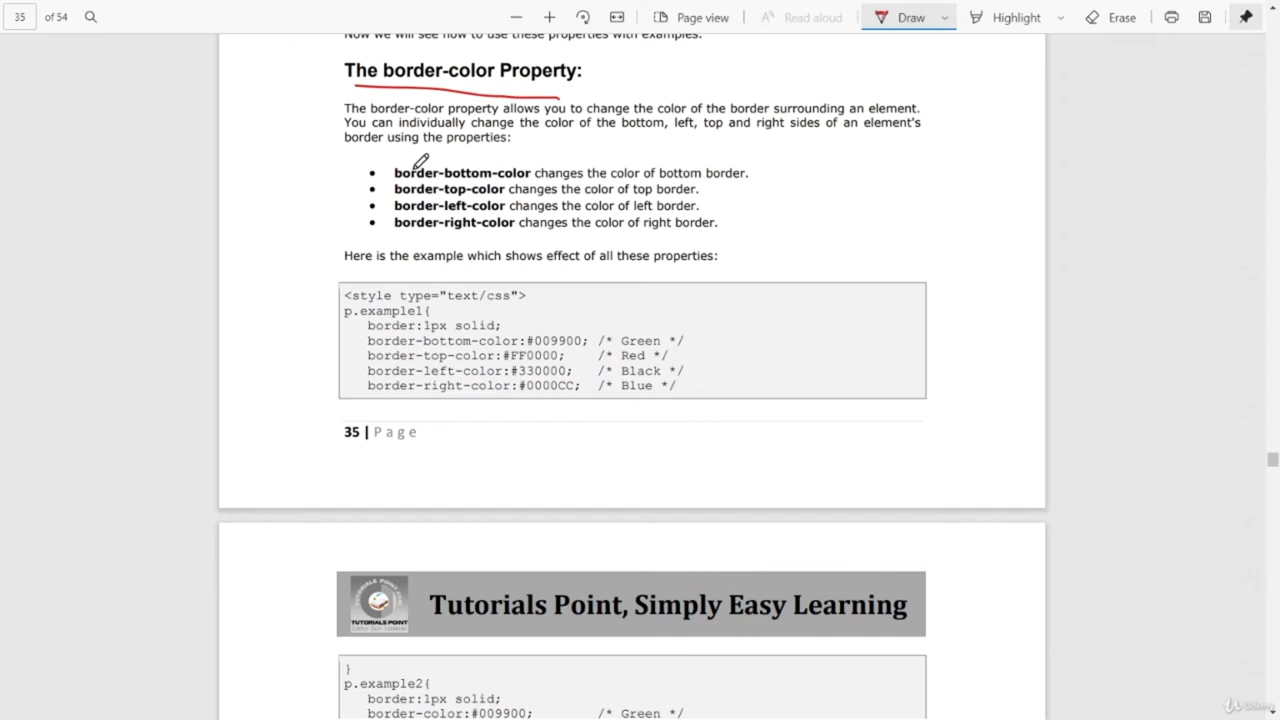 35 of 54 Page view Read aloud Draw Highlight Erase
Now we will see how to use these properties with examples.
The border-color Property:
The border-color property allows you to change the color of the border surrounding an element.
You can individually change the color of the bottom, left, top and right sides of an element's
border using the properties:
• border-bottom-color changes the color of bottom border.
• border-top-color changes the color of top border.
• border-left-color changes the color of left border.
• border-right-color changes the color of right border.
Here is the example which shows effect of all these properties:
<style type="text/css">
p.example1{
border:1px solid;
border-bottom-color:#009900; /* Green */
border-top-color:#FF0000; /* Red */
border-left-color:#330000; /* Black */
border-right-color:#0000CC; /* Blue */
35 | Page
TUTORIALS POINT
Tutorials Point, Simply Easy Learning
}
p.example2{
border:1px solid;
border-color:#009900; /* Green */
Udemy